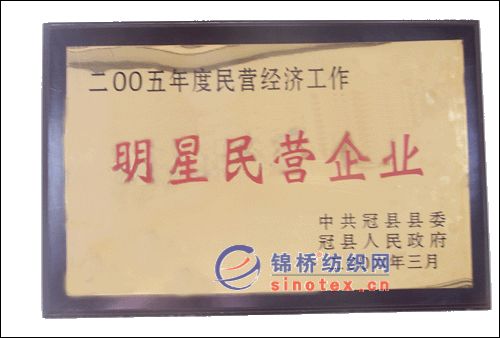 二OO五年度民营经济工作
明星民营企业
中共冠县县委
冠县人民政府
年三月
锦桥纺织网
sinotex.cn